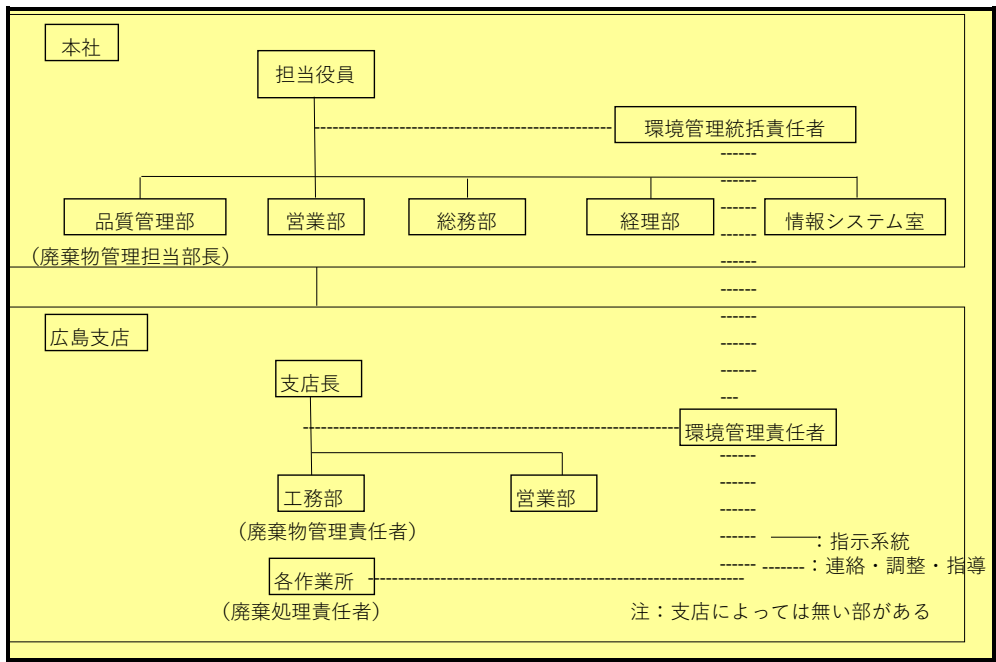 本社
担当役員
環境管理統括責任者
品質管理部
営業部
総務部
経理部
情報システム室
(廃棄物管理担当部長)
広島支店
支店長
環境管理責任者
工務部
営業部
(廃棄物管理責任者)
：指示系統
各作業所
：連絡・調整・指導
(廃棄処理責任者)
注：支店によっては無い部がある